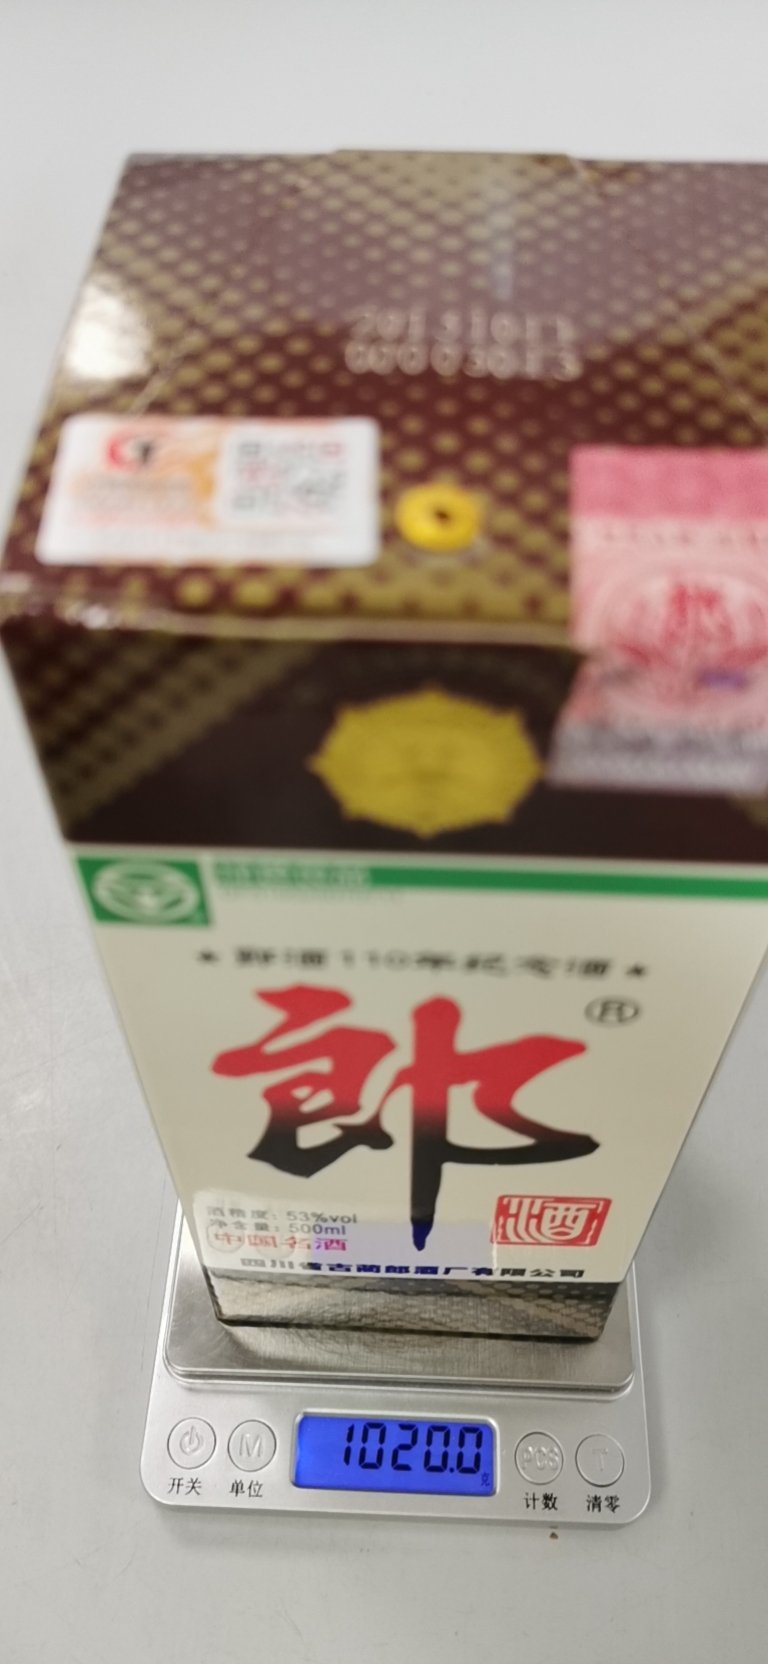 20131011
郎酒110年纪念酒
郎
R
酒
酒精度: 53%vol
净含量: 500ml
中国名酒
四川省古蔺郎酒厂有限公司
1020.0
克
M
PCS
T
开关
单位
计数
清零